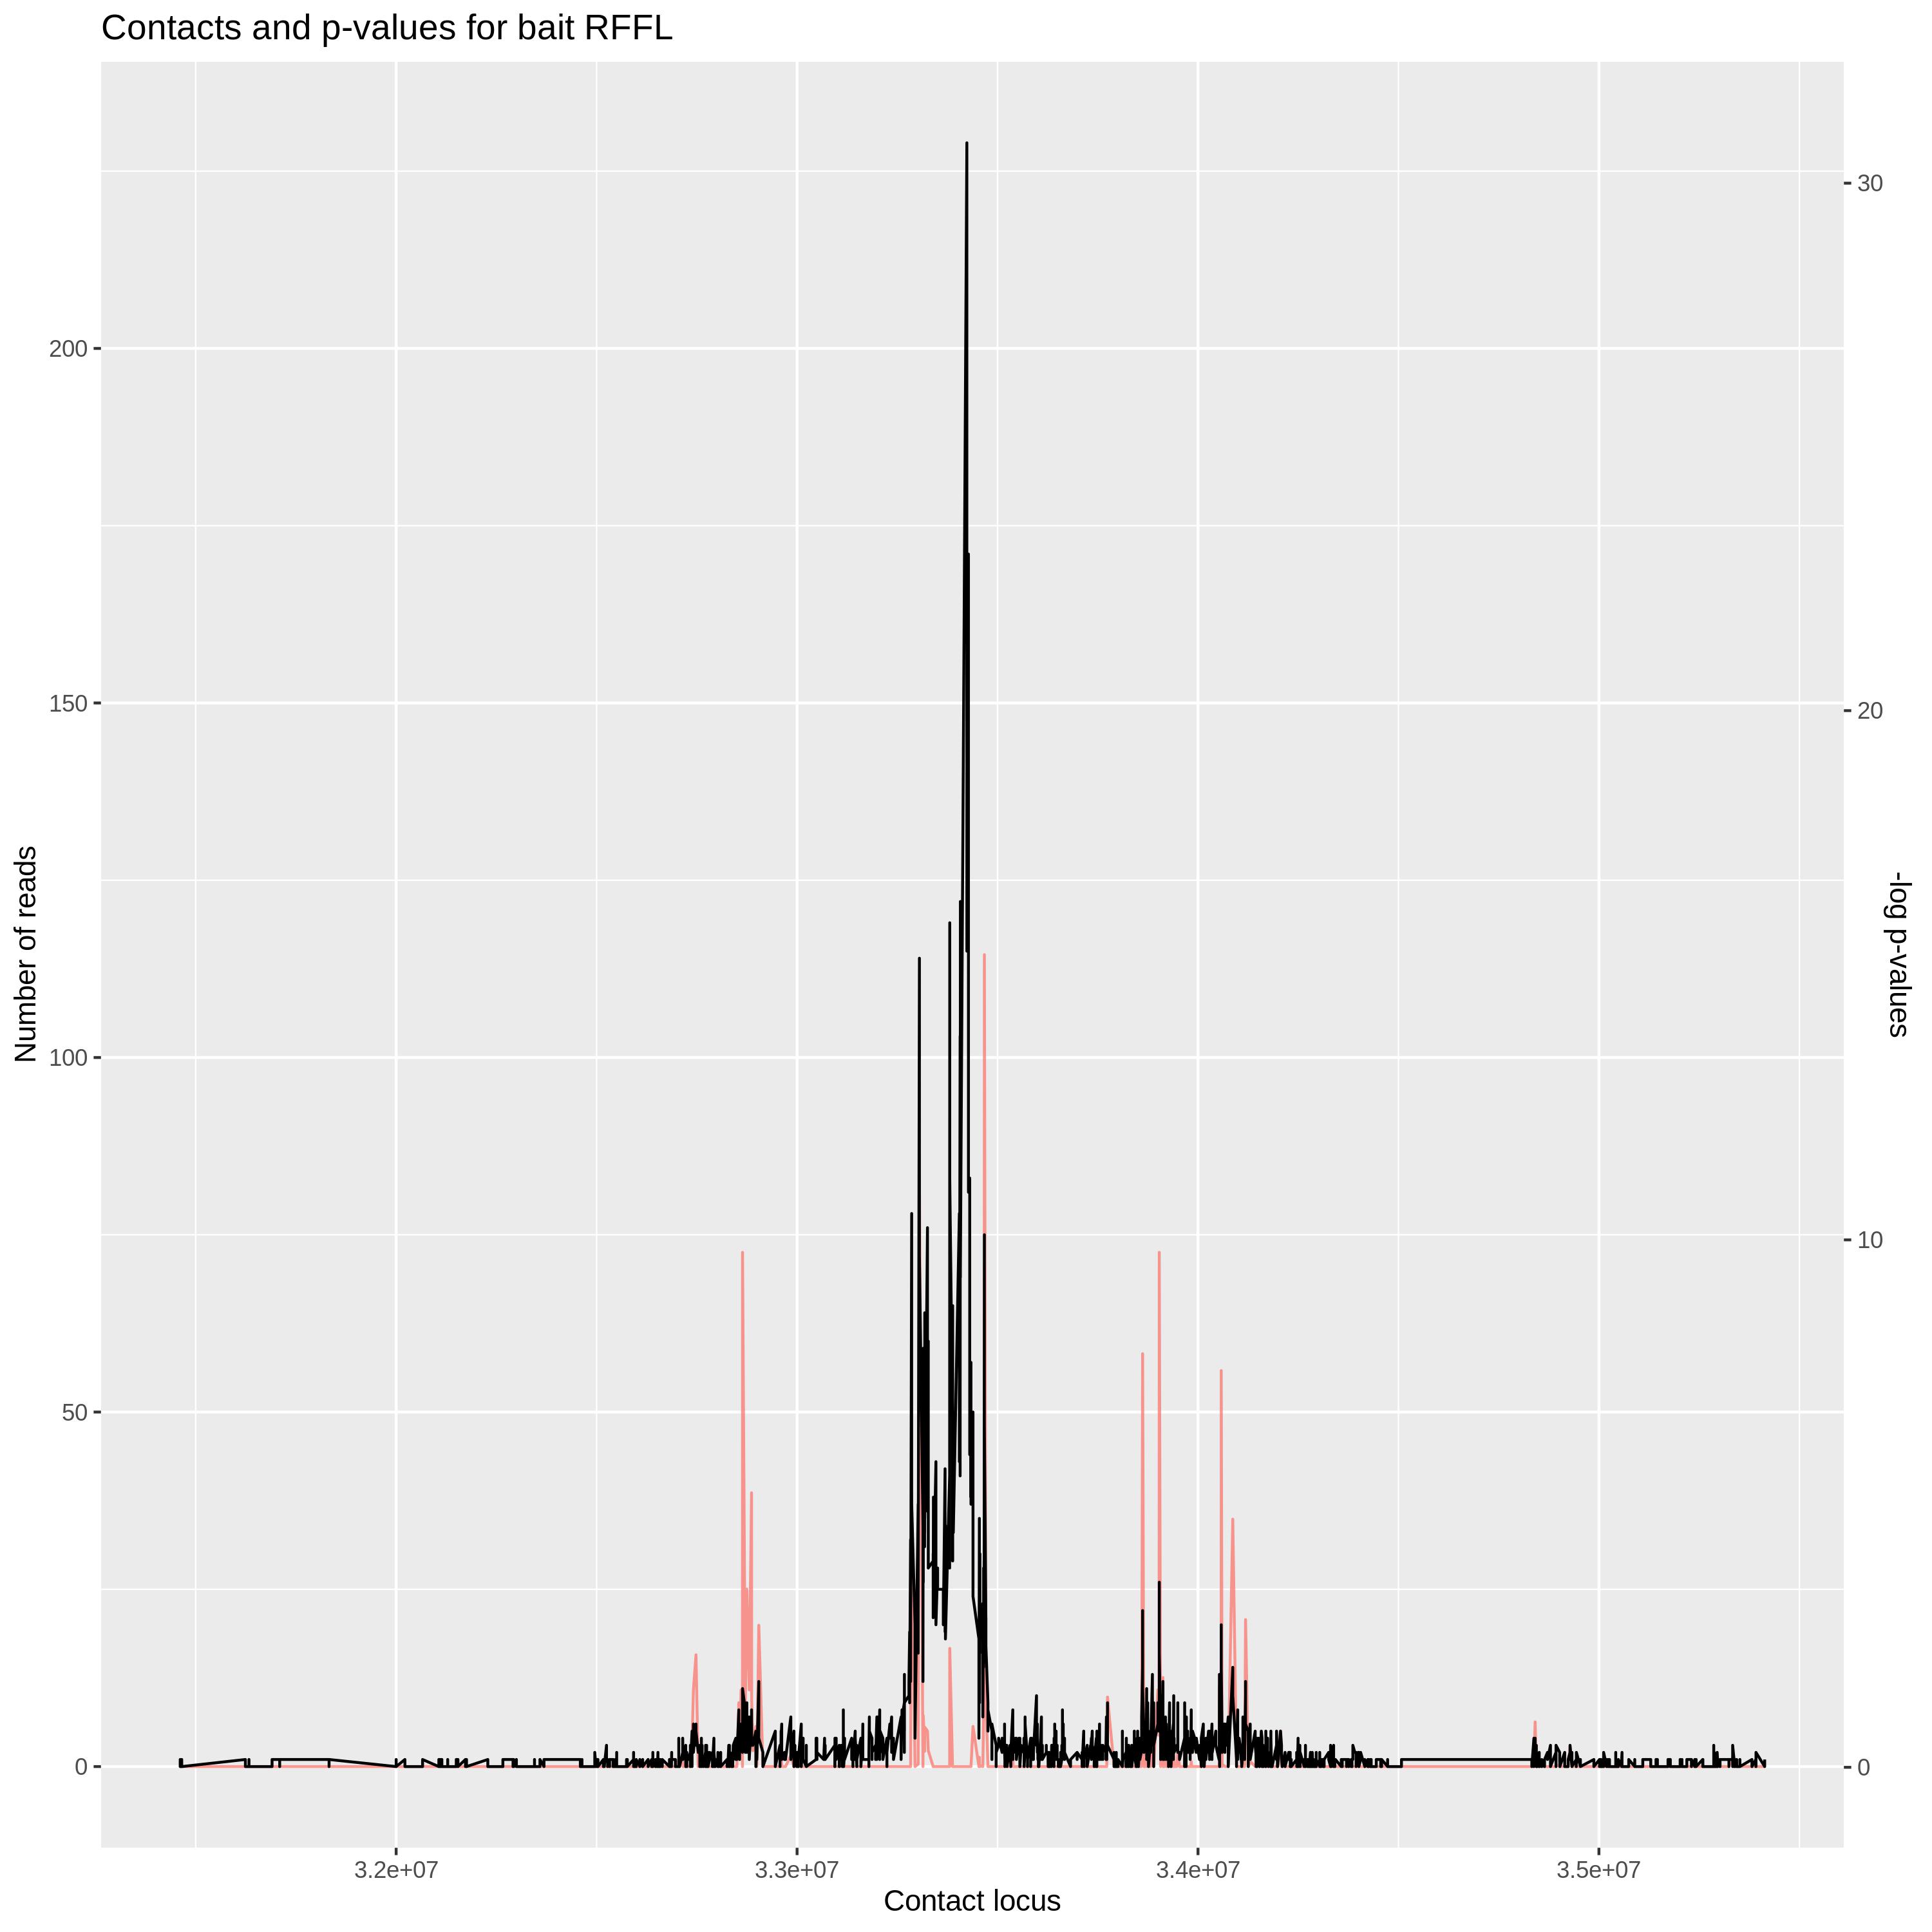 Contacts and p-values for bait RFFL
Number of reads
200
150
100
50
0
30
20
10
0
-log p-values
3.2e+07
3.3e+07
3.4e+07
3.5e+07
Contact locus